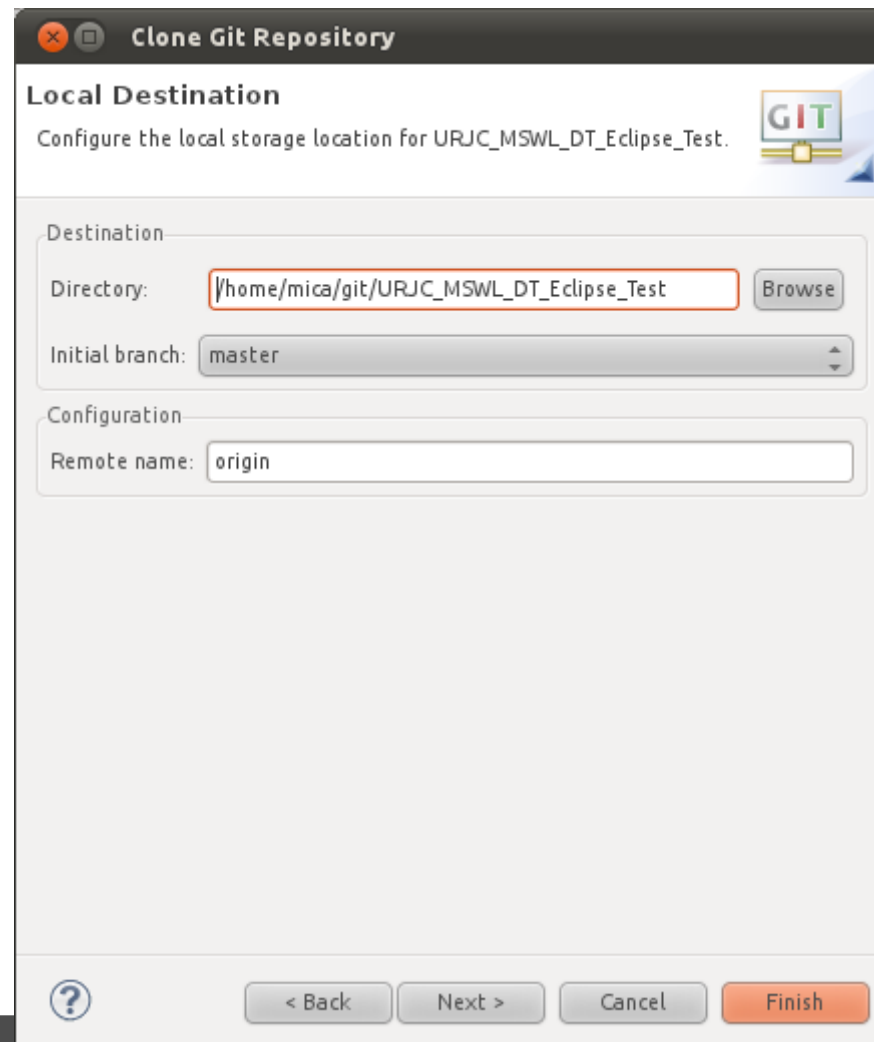 Clone Git Repository
Local Destination
Configure the local storage location for URJC_MSWL_DT_Eclipse_Test.
GIT
Destination
Directory: /home/mica/git/URJC_MSWL_DT_Eclipse_Test Browse
Initial branch: master
Configuration
Remote name: origin
? < Back Next > Cancel Finish